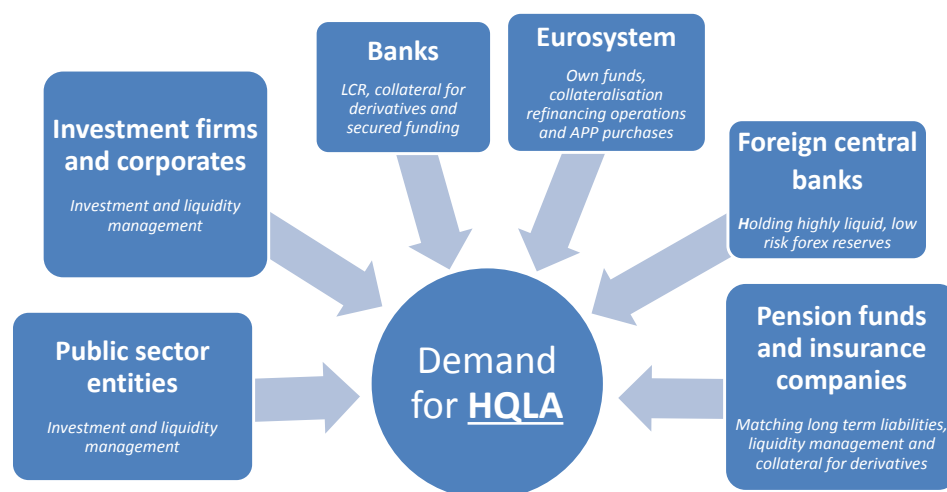 Banks
LCR, collateral for
derivatives and
secured funding
Eurosystem
Own funds,
collateralisation
refinancing operations
and APP purchases
Investment firms
and corporates
Investment and liquidity
management
Foreign central
banks
Holding highly liquid, low
risk forex reserves
Public sector
entities
Investment and liquidity
management
Demand
for HQLA
Pension funds
and insurance
companies
Matching long term liabilities,
liquidity management and
collateral for derivatives